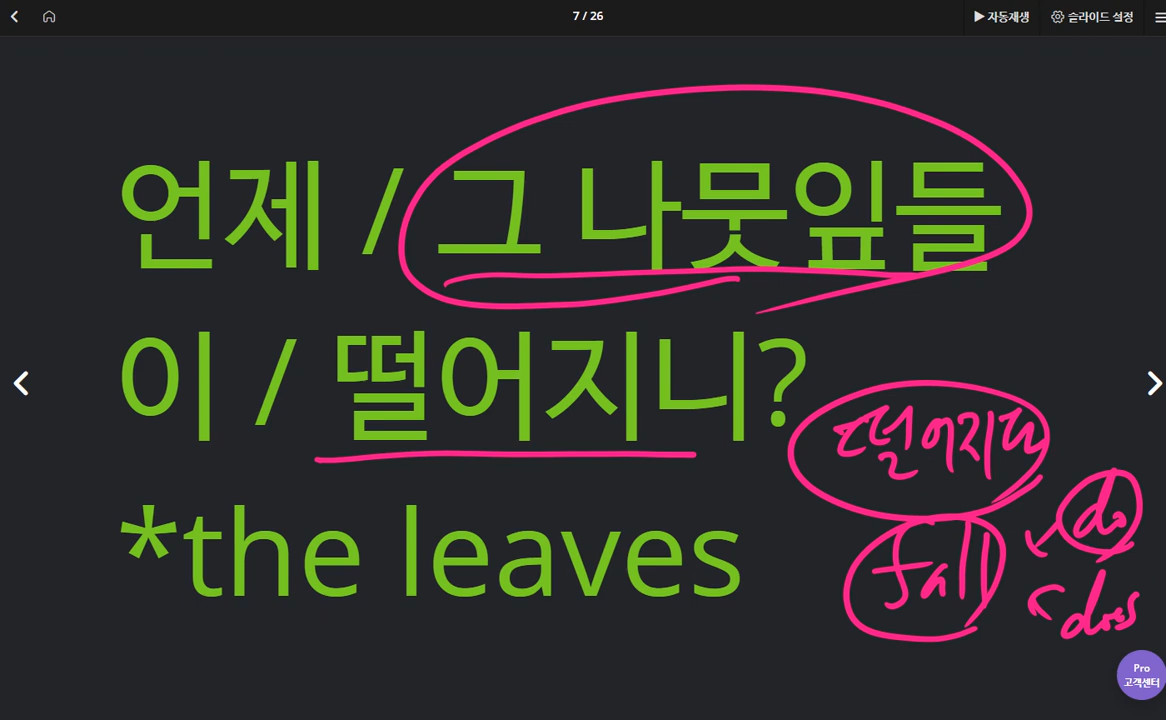 7 / 26
▶ 자동재생
슬라이드 설정
언제 / 그 나뭇잎들
이 / 떨어지니?
떨어지다
*the leaves
do
fall
does
Pro
고객센터